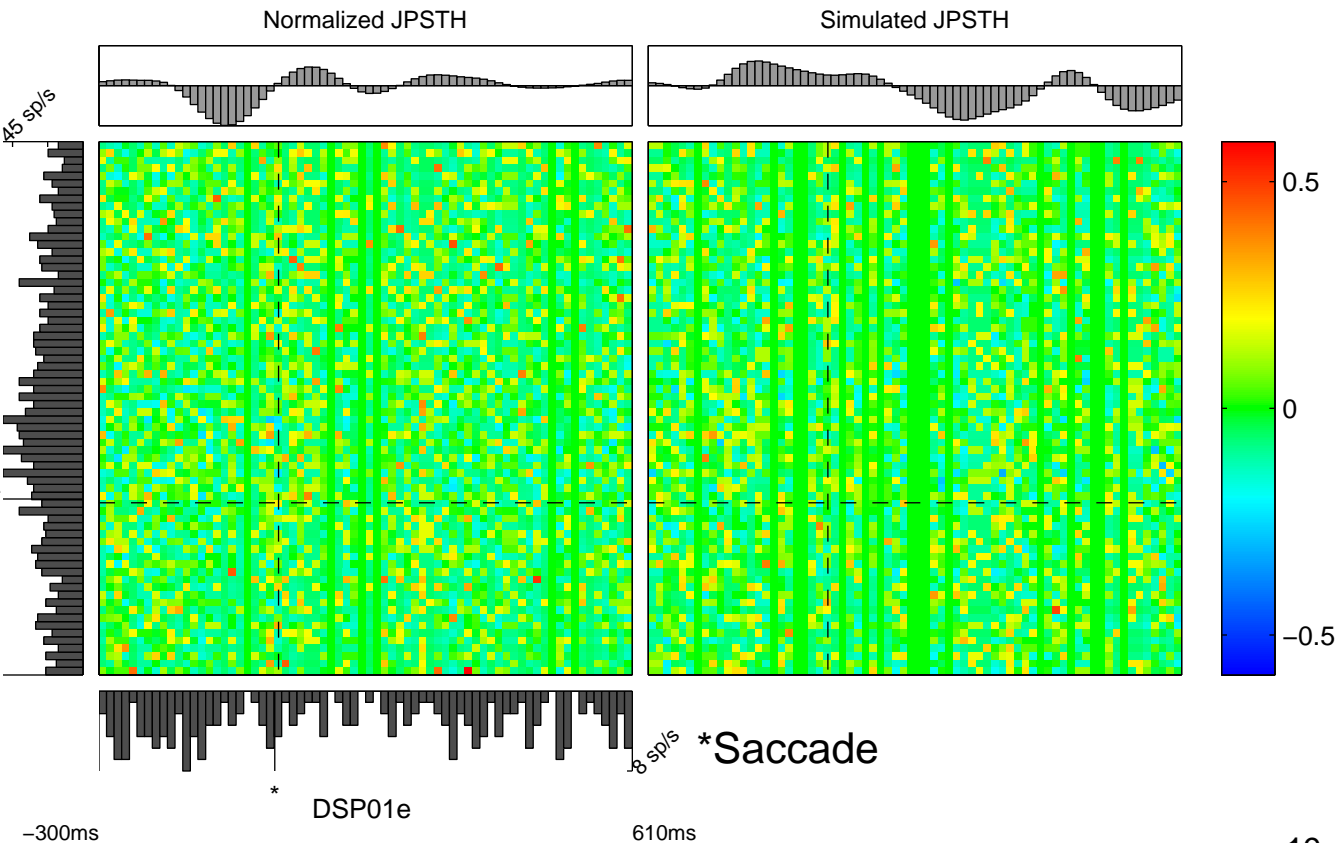 Normalized JPSTH
Simulated JPSTH
45 sp/s
0.5
0
−0.5
8 sp/s
*Saccade
*
DSP01e
−300ms
610ms